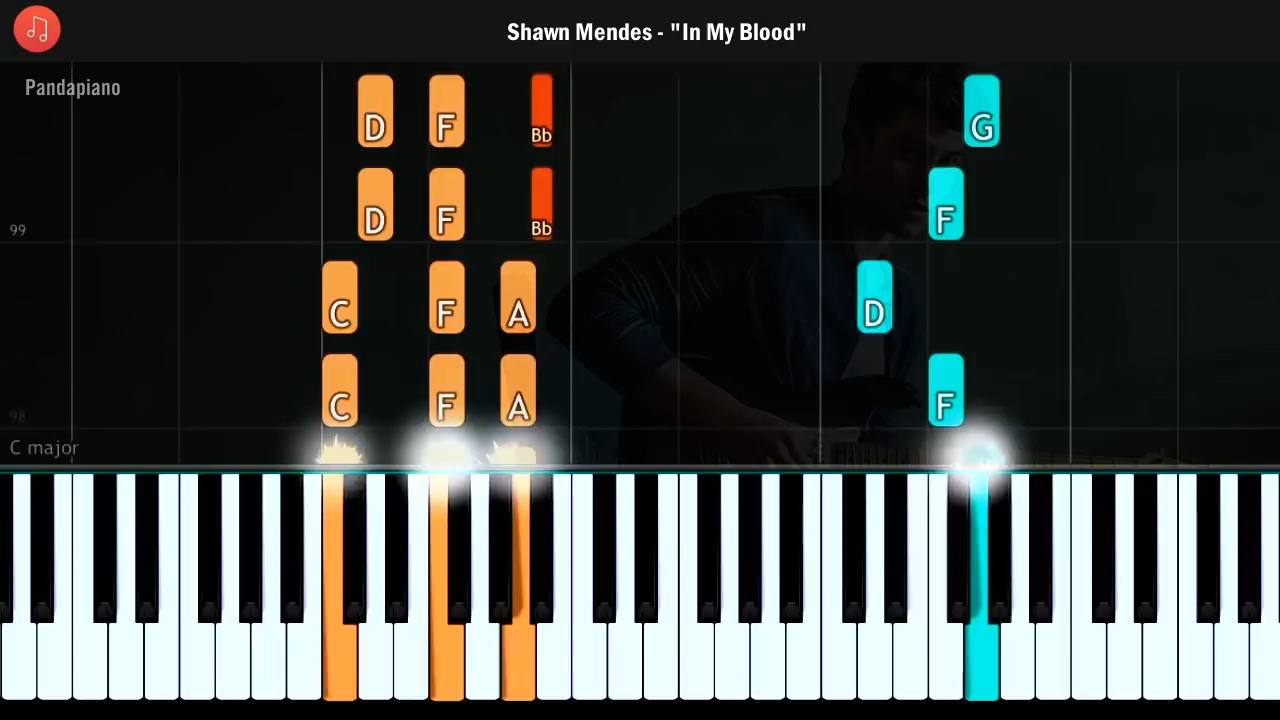 Shawn Mendes - "In My Blood"
Pandapiano
D F Bb G
D F Bb F
99
C F A D
C F A F
98
C major